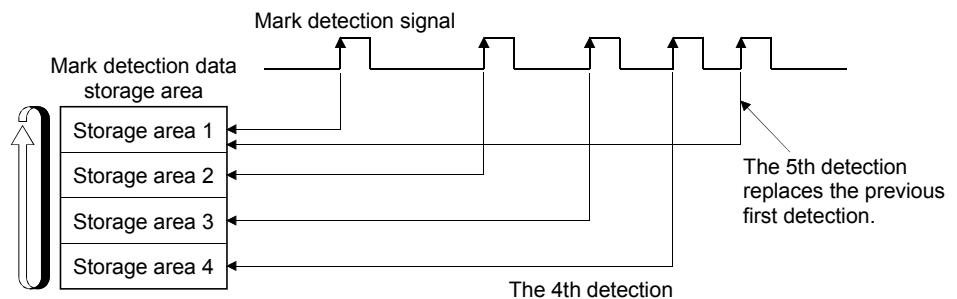 Mark detection signal
Mark detection data
storage area
Storage area 1
Storage area 2
Storage area 3
Storage area 4
The 5th detection
replaces the previous
first detection.
The 4th detection